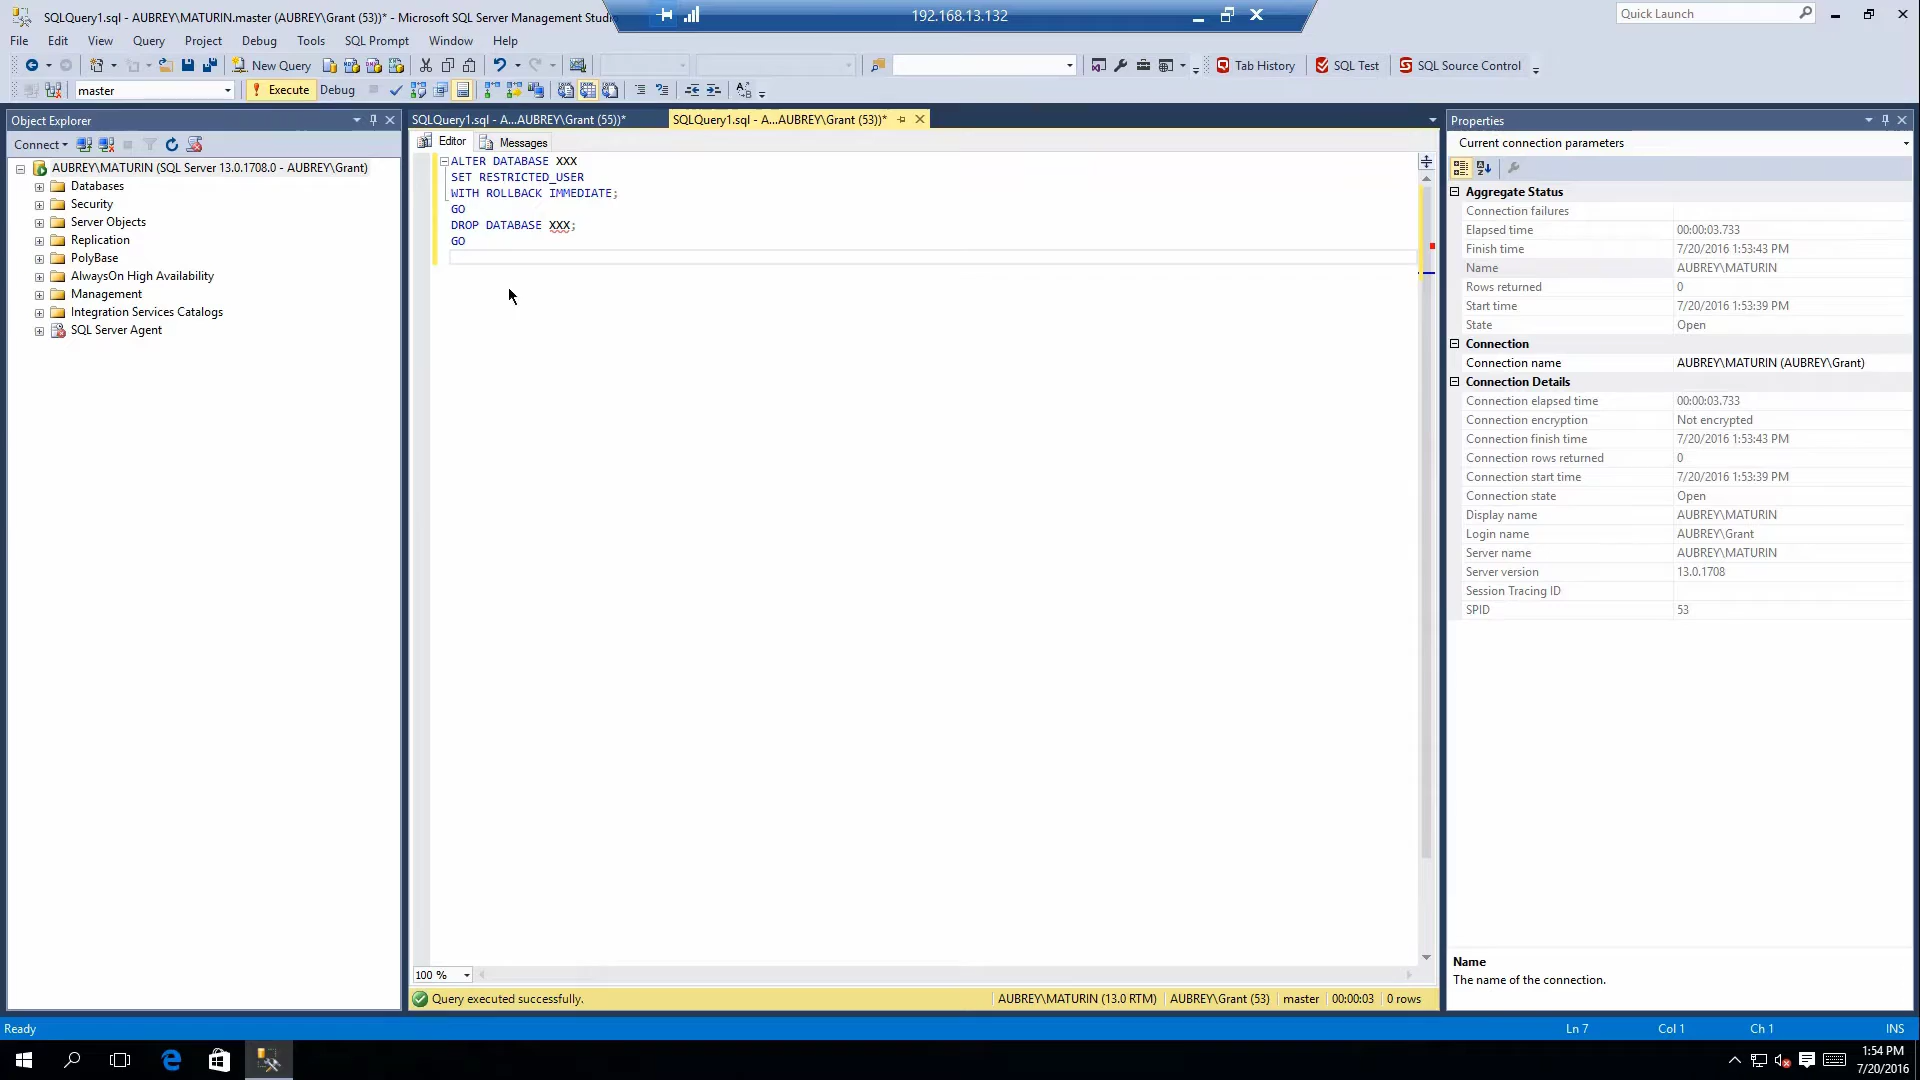 SQLQuery1.sql - AUBREY\MATURIN.master (AUBREY\Grant (53))* - Microsoft SQL Server Management Studio
192.168.13.132
Quick Launch
File Edit View Query Project Debug Tools SQL Prompt Window Help
New Query
Tab History SQL Test SQL Source Control
master Execute Debug
Object Explorer
Connect
AUBREY\MATURIN (SQL Server 13.0.1708.0 - AUBREY\Grant)
Databases
Security
Server Objects
Replication
PolyBase
AlwaysOn High Availability
Management
Integration Services Catalogs
SQL Server Agent
SQLQuery1.sql - A...AUBREY\Grant (55))* SQLQuery1.sql - A...AUBREY\Grant (53))*
Editor Messages
ALTER DATABASE XXX
SET RESTRICTED_USER
WITH ROLLBACK IMMEDIATE;
GO
DROP DATABASE XXX;
GO
100 %
Query executed successfully. AUBREY\MATURIN (13.0 RTM) AUBREY\Grant (53) master 00:00:03 0 rows
Properties
Current connection parameters
Aggregate Status
Connection failures
Elapsed time 00:00:03.733
Finish time 7/20/2016 1:53:43 PM
Name AUBREY\MATURIN
Rows returned 0
Start time 7/20/2016 1:53:39 PM
State Open
Connection
Connection name AUBREY\MATURIN (AUBREY\Grant)
Connection Details
Connection elapsed time 00:00:03.733
Connection encryption Not encrypted
Connection finish time 7/20/2016 1:53:43 PM
Connection rows returned 0
Connection start time 7/20/2016 1:53:39 PM
Connection state Open
Display name AUBREY\MATURIN
Login name AUBREY\Grant
Server name AUBREY\MATURIN
Server version 13.0.1708
Session Tracing ID
SPID 53
Name
The name of the connection.
Ready Ln 7 Col 1 Ch 1 INS
1:54 PM
7/20/2016